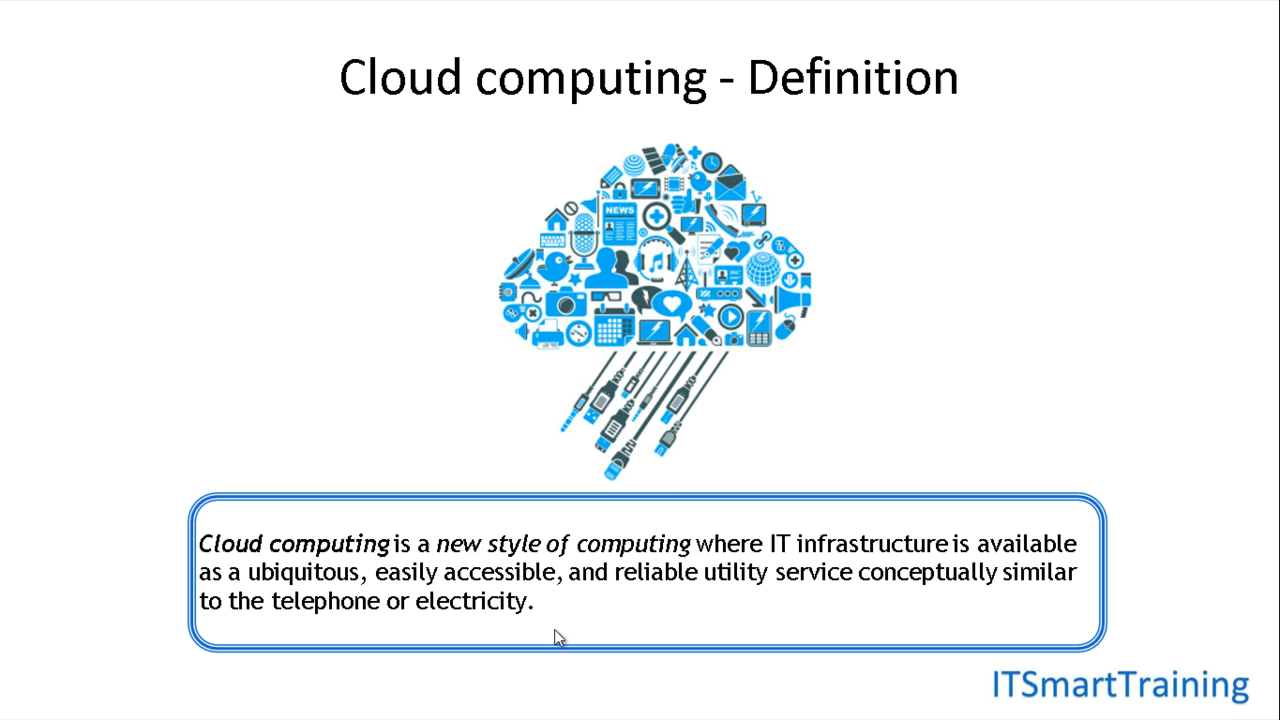 Cloud computing - Definition
NEWS
Cloud computing is a new style of computing where IT infrastructure is available
as a ubiquitous, easily accessible, and reliable utility service conceptually similar
to the telephone or electricity.
ITSmartTraining